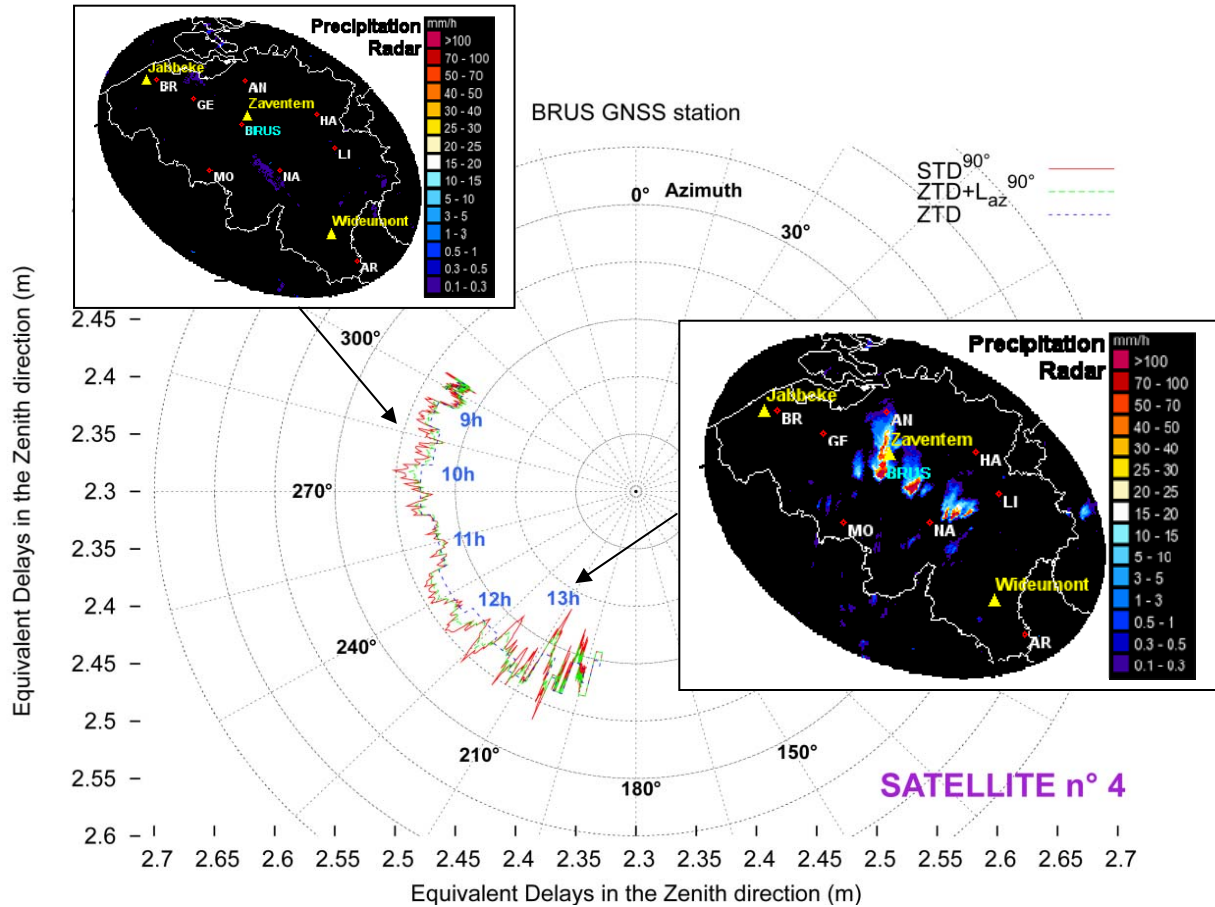 Precipitation
Radar
mm/h
>100
70 - 100
50 - 70
40 - 50
30 - 40
25 - 30
20 - 25
15 - 20
10 - 15
5 - 10
3 - 5
1 - 3
0.5 - 1
0.3 - 0.5
0.1 - 0.3
Jabbeke
BR
AN
GE
Zaventem
HA
BRUS
LI
MO
NA
Wideumont
AR
BRUS GNSS station
STD90°
ZTD+Laz90°
ZTD
0° Azimuth
30°
300°
270°
240°
210°
180°
150°
9h
10h
11h
12h
13h
Precipitation
Radar
mm/h
>100
70 - 100
50 - 70
40 - 50
30 - 40
25 - 30
20 - 25
15 - 20
10 - 15
5 - 10
3 - 5
1 - 3
0.5 - 1
0.3 - 0.5
0.1 - 0.3
Jabbeke
BR
AN
GE
Zaventem
HA
BRUS
LI
MO
NA
Wideumont
AR
SATELLITE n° 4
Equivalent Delays in the Zenith direction (m)
2.45
2.4
2.35
2.3
2.35
2.4
2.45
2.5
2.55
2.6
2.7 2.65 2.6 2.55 2.5 2.45 2.4 2.35 2.3 2.35 2.4 2.45 2.5 2.55 2.6 2.65 2.7
Equivalent Delays in the Zenith direction (m)